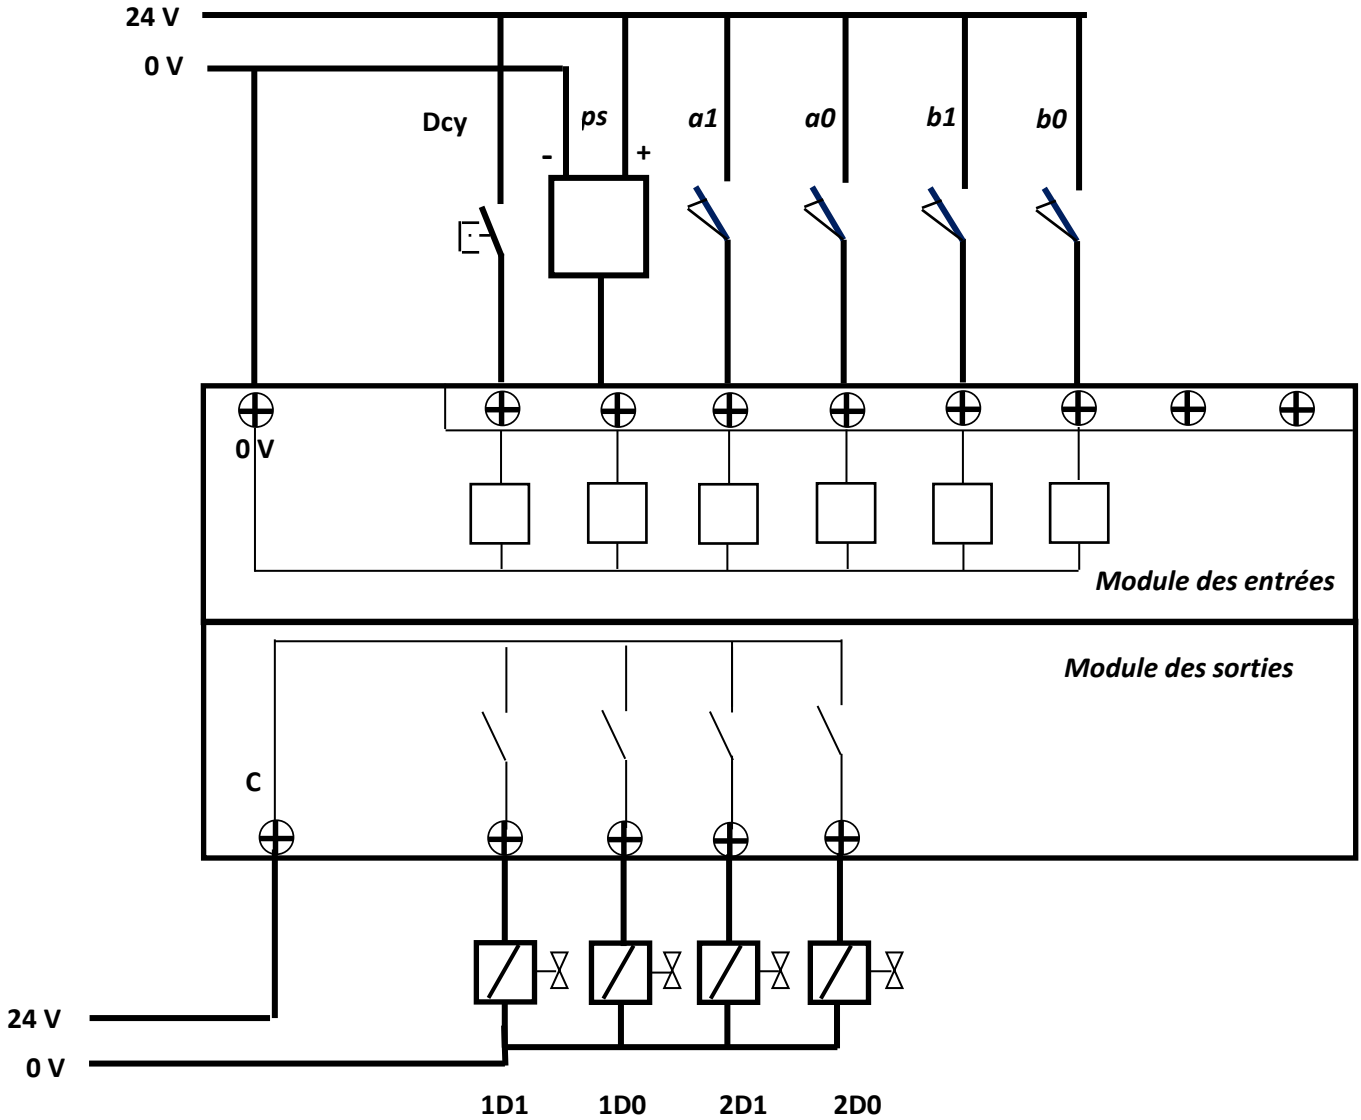 24 V
0 V
Dcy
ps
a1
a0
b1
b0
-
+
0 V
Module des entrées
Module des sorties
C
24 V
0 V
1D1 1D0 2D1 2D0